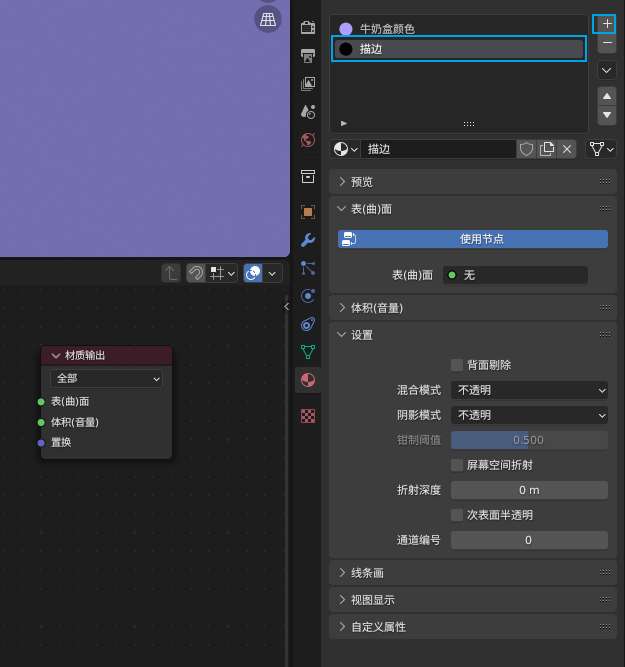 牛奶盒颜色
描边
描边
预览
表(曲)面
使用节点
表(曲)面 无
体积(音量)
设置
背面剔除
混合模式 不透明
阴影模式 不透明
钳制阈值 0.500
屏幕空间折射
折射深度 0 m
次表面半透明
通道编号 0
线条画
视图显示
自定义属性
材质输出
全部
表(曲)面
体积(音量)
置换